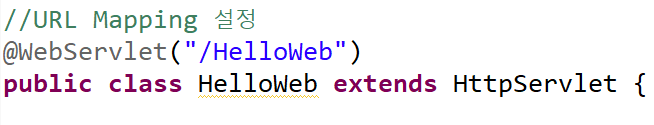 //URL Mapping 설정
@WebServlet("/HelloWeb")
public class HelloWeb extends HttpServlet {